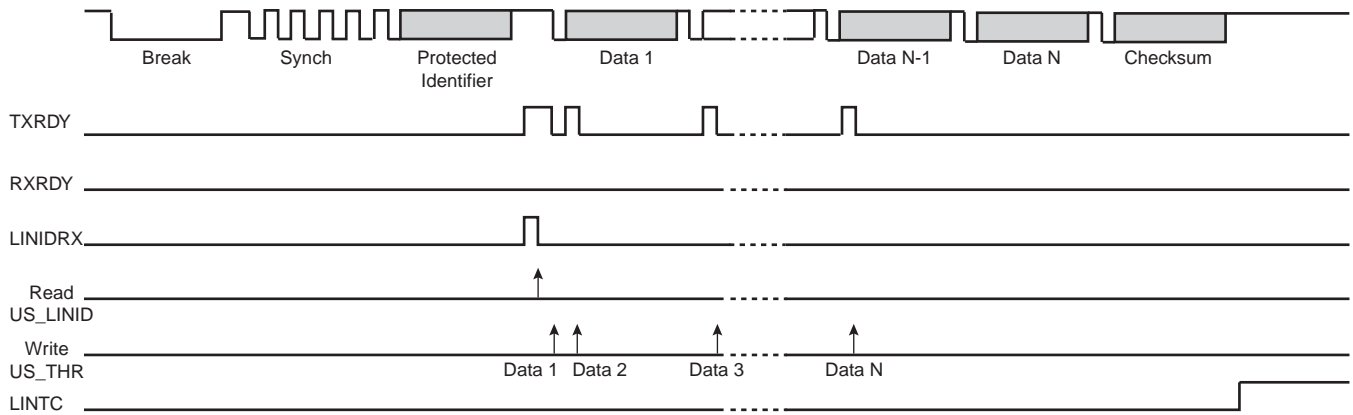 Break Synch Protected Data 1 Data N-1 Data N Checksum
Identifier
TXRDY
RXRDY
LINIDRX
Read
US_LINID
Write
US_THR Data 1 Data 2 Data 3 Data N
LINTC